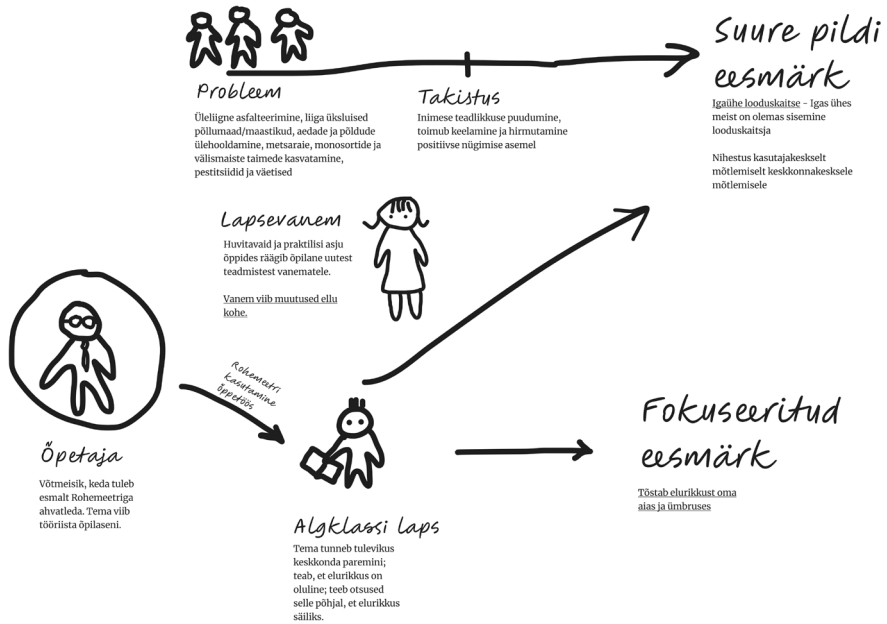 Suure pildi
eesmärk
Igaühe looduskaitse - Igas ühes
meist on olemas sisemine
looduskaitsja
Nihestus kasutajakeskselt
mõtlemiselt keskkonnakesksele
mõtlemisele
Probleem
Üleliigne asfalteerimine, liiga üksluised
põllumaad/maastikud, aedade ja põldude
ülehooldamine, metsaraie, monosortide ja
välismaiste taimede kasvatamine,
pestitsiidid ja väetised
Takistus
Inimese teadlikkuse puudumine,
toimub keelamine ja hirmutamine
positiivse nügimise asemel
Lapsevanem
Huvitavaid ja praktilisi asju
õppides räägib õpilane uutest
teadmistest vanematele.
Vanem viib muutused ellu
kohe.
Rohemeetri
kasutamine
õppetöös
Õpetaja
Võtmeisik, keda tuleb
esmalt Rohemeetriga
ahvatleda. Tema viib
tööriista õpilaseni.
Algklassi laps
Tema tunneb tulevikus
keskkonda paremini;
teab, et elurikkus on
oluline; teeb otsused
selle põhjal, et elurikkus
säiliks.
Fokuseeritud
eesmärk
Tõstab elurikkust oma
aias ja ümbruses